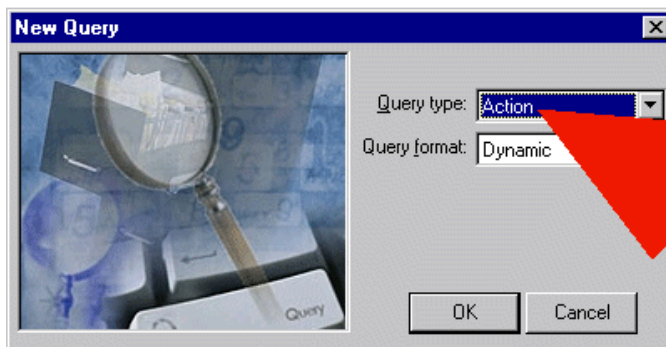 New Query
Query type: Action
Query format: Dynamic
Query
OK
Cancel